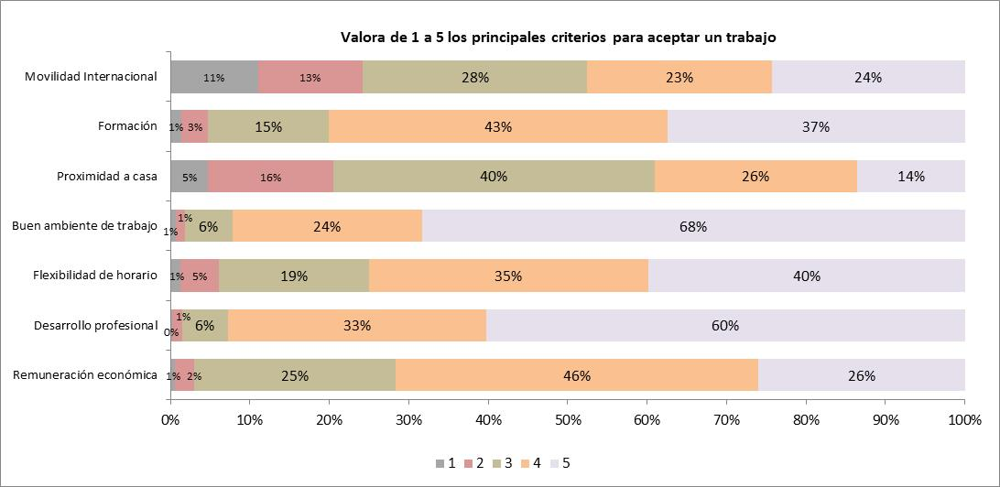 Valora de 1 a 5 los principales criterios para aceptar un trabajo
Movilidad Internacional 11% 13% 28% 23% 24%
Formación 1% 3% 15% 43% 37%
Proximidad a casa 5% 16% 40% 26% 14%
Buen ambiente de trabajo 1% 1% 6% 24% 68%
Flexibilidad de horario 1% 5% 19% 35% 40%
Desarrollo profesional 0% 1% 6% 33% 60%
Remuneración económica 1% 2% 25% 46% 26%
0% 10% 20% 30% 40% 50% 60% 70% 80% 90% 100%
1 2 3 4 5